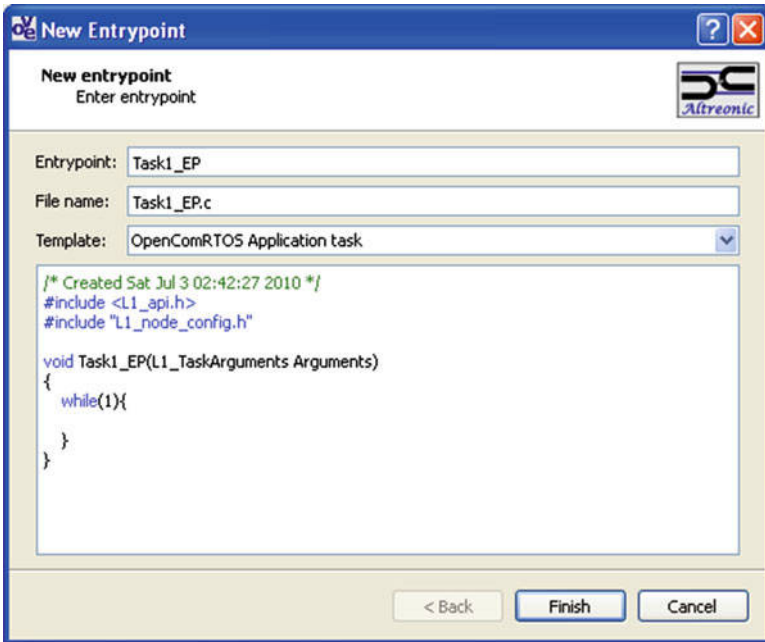 OVe New Entrypoint
New entrypoint
Enter entrypoint
Altreonic
Entrypoint: Task1_EP
File name: Task1_EP.c
Template: OpenComRTOS Application task
/* Created Sat Jul 3 02:42:27 2010 */
#include <L1_api.h>
#include "L1_node_config.h"
void Task1_EP(L1_TaskArguments Arguments)
{
while(1){
}
}
< Back Finish Cancel